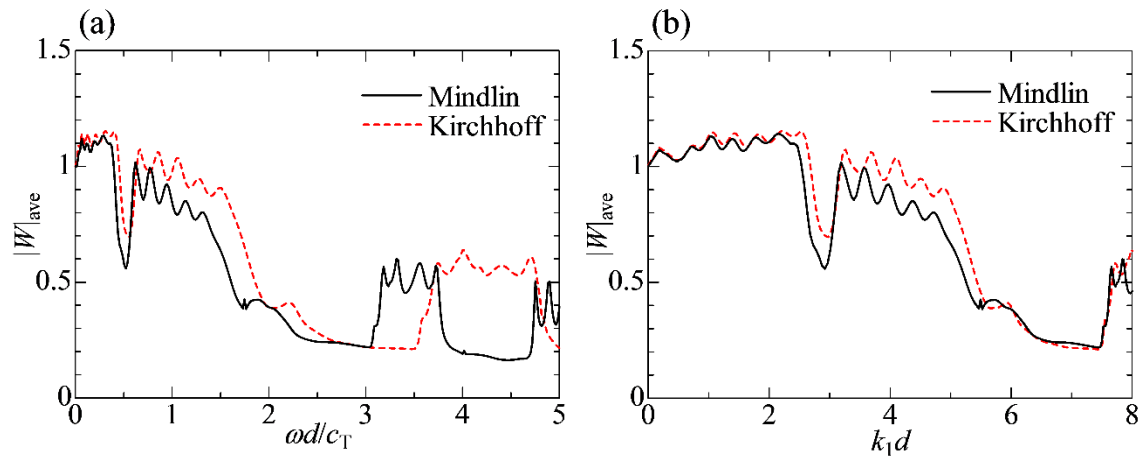 (a)
1.5
Mindlin
Kirchhoff
1
|W|ave
0.5
0
0 1 2 3 4 5
ωd/cT
(b)
1.5
Mindlin
Kirchhoff
1
|W|ave
0.5
0
0 2 4 6 8
k1d